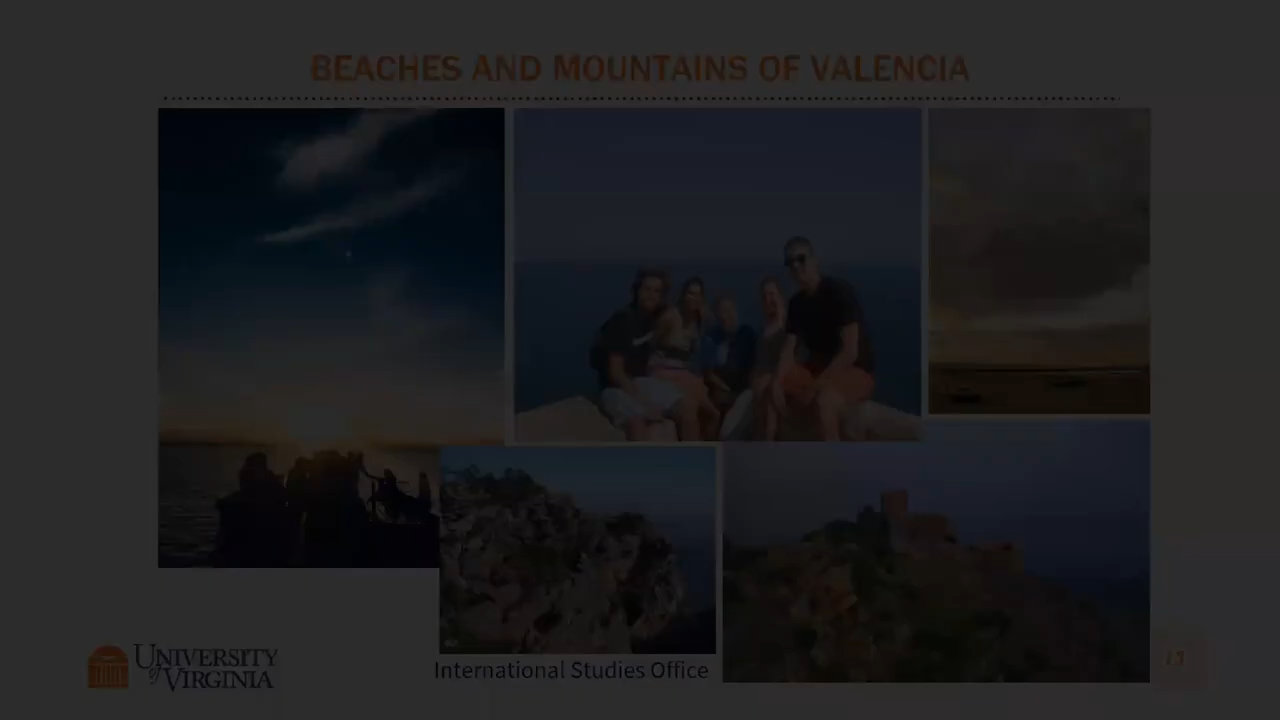 BEACHES AND MOUNTAINS OF VALENCIA
UNIVERSITY
of VIRGINIA
International Studies Office